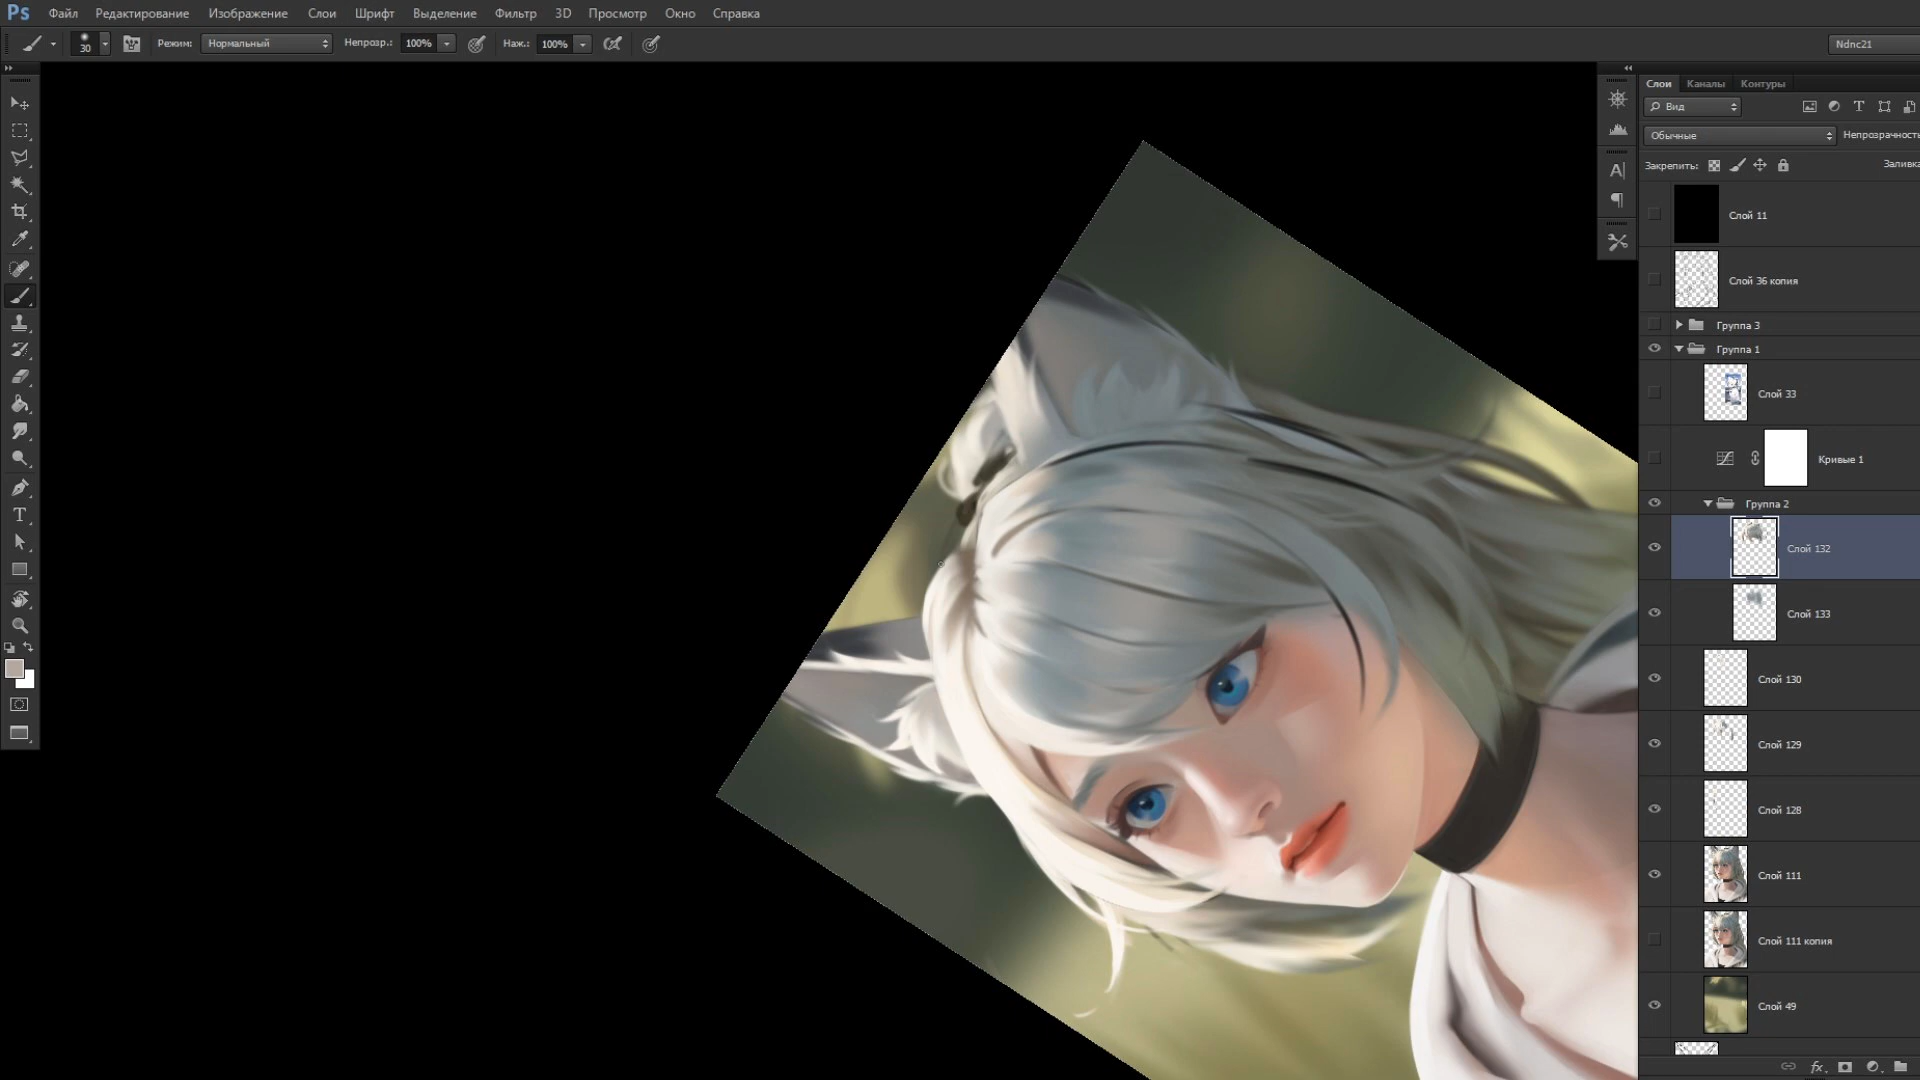 Ps Файл Редактирование Изображение Слои Шрифт Выделение Фильтр 3D Просмотр Окно Справка
30 Режим: Нормальный Непрозр.: 100% Наж.: 100% Ndnc21
Слои Каналы Контуры
Вид
Обычные Непрозрачность
Закрепить: Заливка
Слой 11
Слой 36 копия
Группа 3
Группа 1
Слой 33
Кривые 1
Группа 2
Слой 132
Слой 133
Слой 130
Слой 129
Слой 128
Слой 111
Слой 111 копия
Слой 49
fx